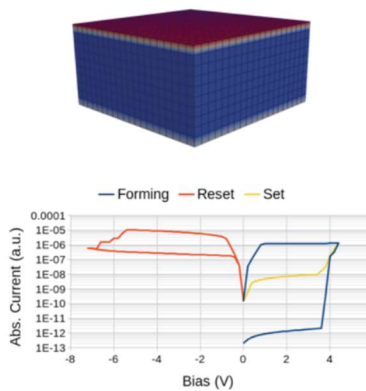 Forming Reset Set
0.0001
1E-05
1E-06
1E-07
1E-08
1E-09
1E-10
1E-11
1E-12
1E-13
Abs. Current (a.u.)
-8 -6 -4 -2 0 2 4
Bias (V)